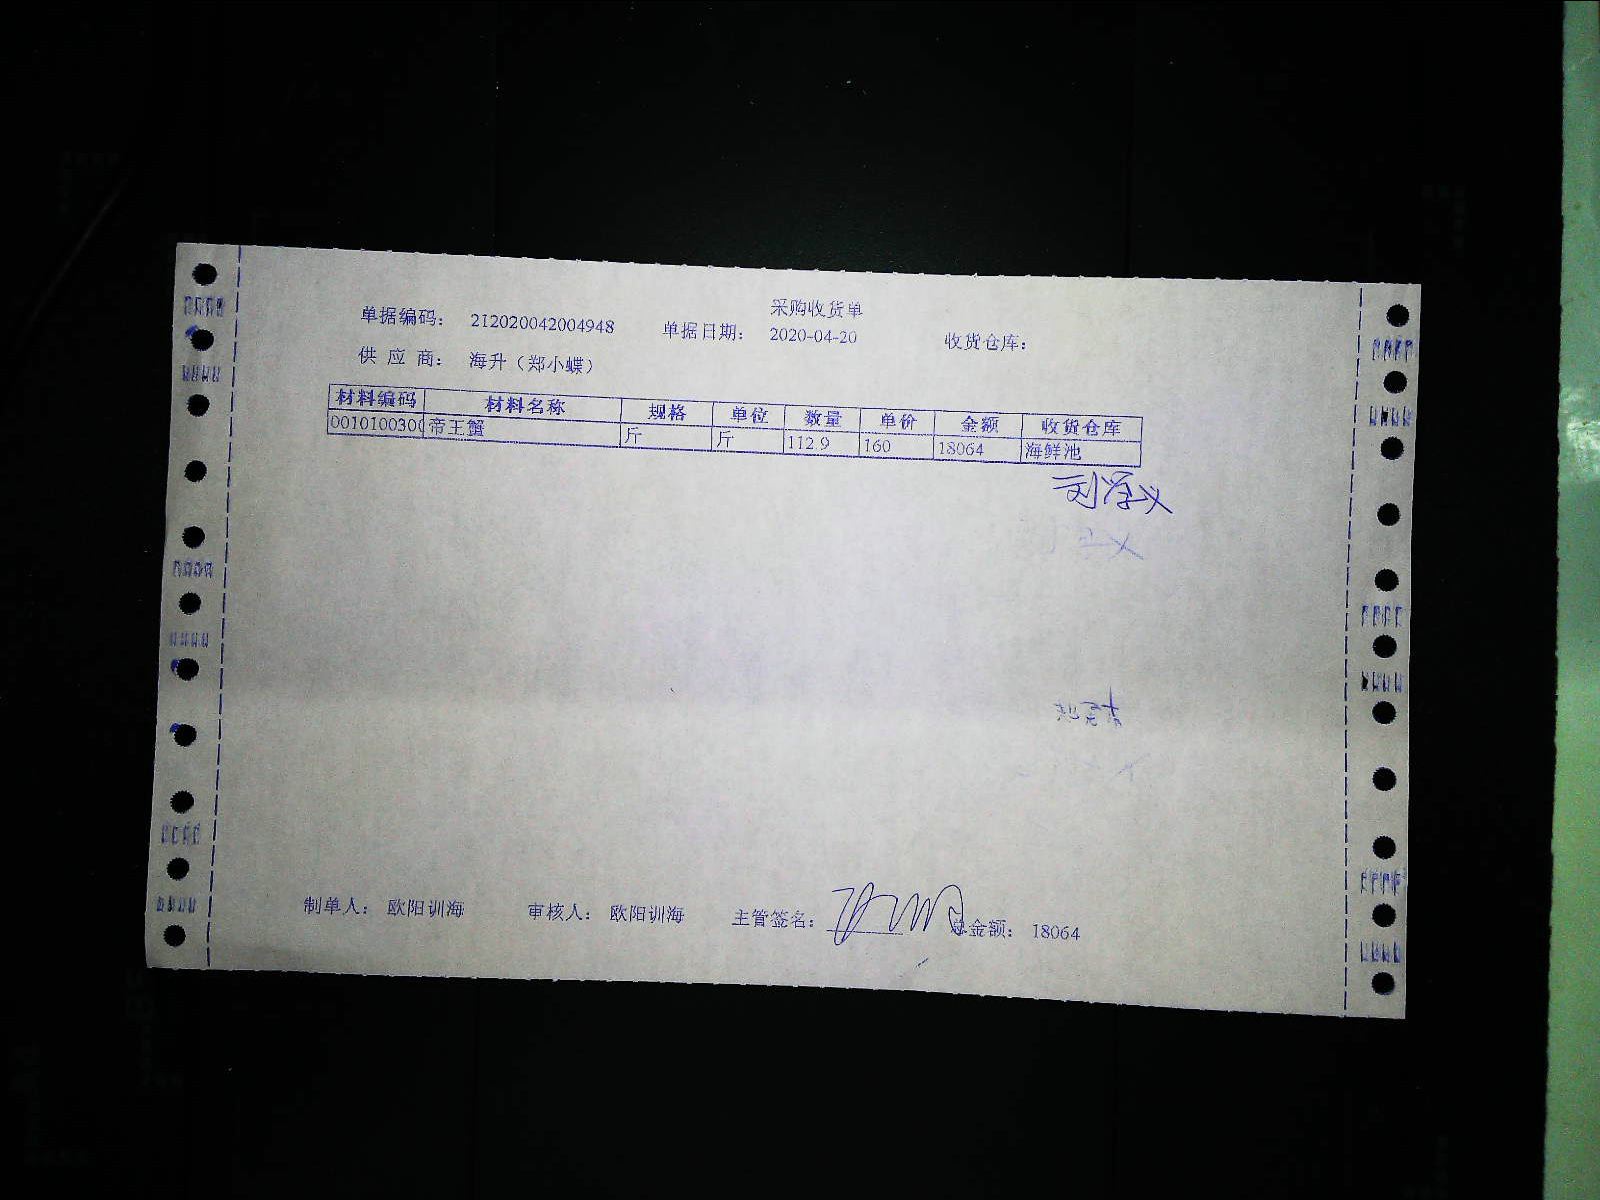 采购收货单
单据编码： 212020042004948 单据日期： 2020-04-20 收货仓库：
供 应 商： 海升（郑小蝶）
材料编码 材料名称 规格 单位 数量 单价 金额 收货仓库
0010100300 帝王蟹 斤 斤 112.9 160 18064 海鲜池
制单人： 欧阳训海 审核人： 欧阳训海 主管签名： 总金额： 18064